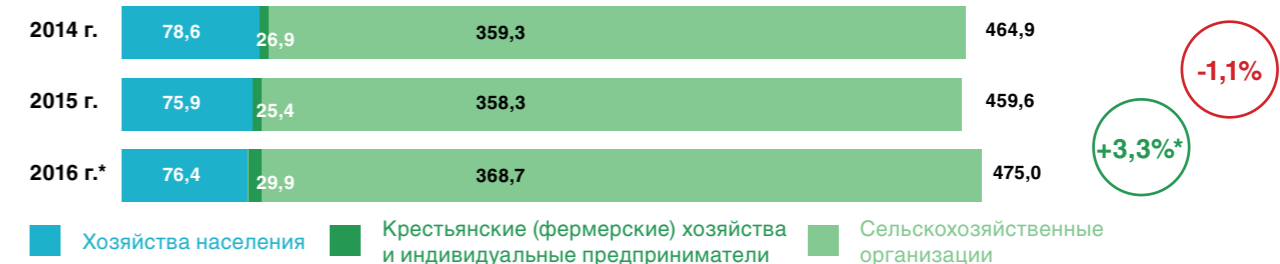 2014 г. 78,6 26,9 359,3 464,9
-1,1%
2015 г. 75,9 25,4 358,3 459,6
+3,3%*
2016 г.* 76,4 29,9 368,7 475,0
Хозяйства населения
Крестьянские (фермерские) хозяйства
и индивидуальные предприниматели
Сельскохозяйственные
организации